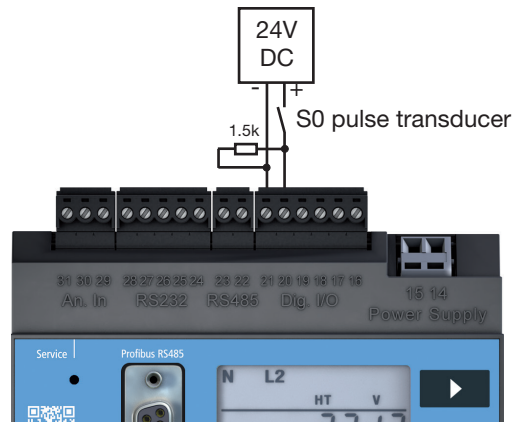 24V
DC
- +
S0 pulse transducer
1.5k
31 30 29 28 27 26 25 24 23 22 21 20 19 18 17 16
An. In RS232 RS485 Dig. I/O
15 14
Power Supply
Service Profibus RS485
N L2
HT V